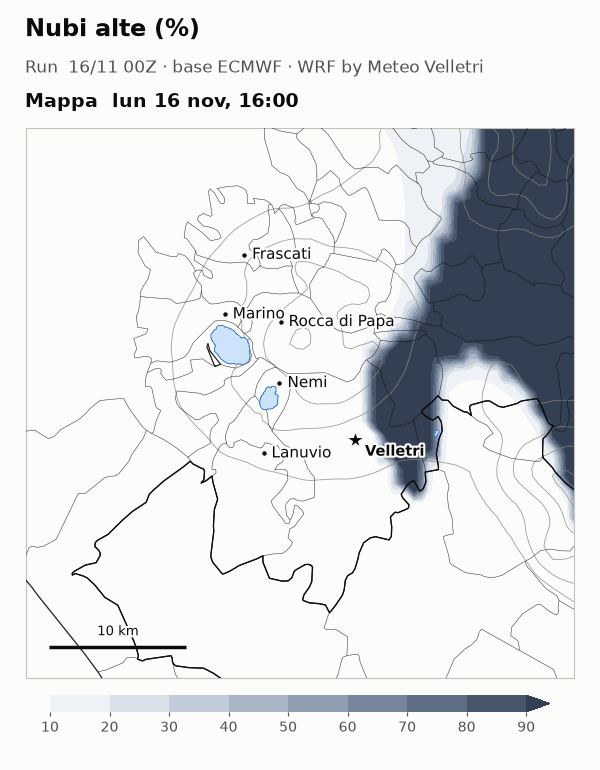 Nubi alte (%)
Run  16/11 00Z · base ECMWF · WRF by Meteo Velletri
Mappa  lun 16 nov, 16:00
Frascati
Marino
Rocca di Papa
Nemi
Velletri
Lanuvio
10 km
10 20 30 40 50 60 70 80 90